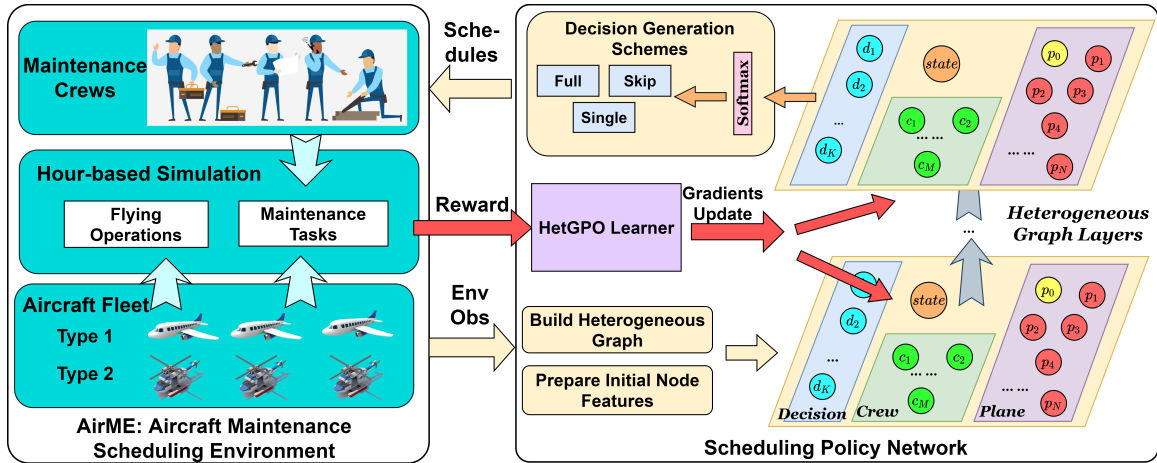 Maintenance
Crews
Hour-based Simulation
Flying
Operations
Maintenance
Tasks
Aircraft Fleet
Type 1
Type 2
AirME: Aircraft Maintenance
Scheduling Environment
Sche-
dules
Reward
Env
Obs
Decision Generation
Schemes
Full
Skip
Single
Softmax
HetGPO Learner
Gradients
Update
Build Heterogeneous
Graph
Prepare Initial Node
Features
d1
d2
...
dK
state
c1
c2
......
cM
p0
p1
p2
p3
p4
......
pN
Heterogeneous
Graph Layers
...
d2
...
dK
Decision
state
c1
c2
......
cM
Crew
p0
p1
p2
p3
p4
......
pN
Plane
Scheduling Policy Network